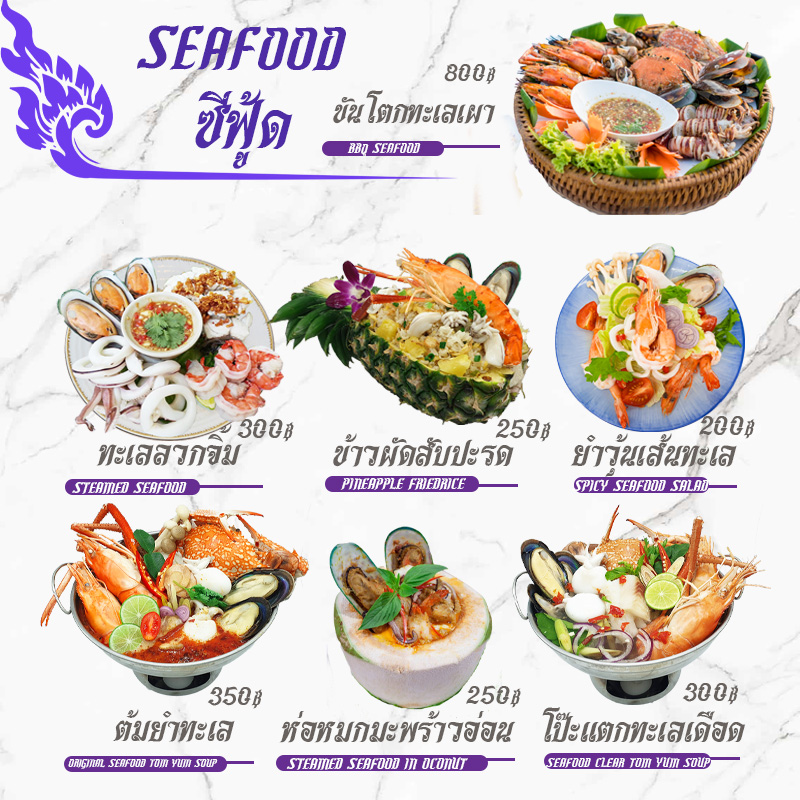 SEAFOOD
ซีฟู้ด
800฿
ขันโตกทะเลเผา
BBQ SEAFOOD
300฿
ทะเลลวกจิ้ม
STEAMED SEAFOOD
250฿
ข้าวผัดสับปะรด
PINEAPPLE FRIEDRICE
200฿
ยำวุ้นเส้นทะเล
SPICY SEAFOOD SALAD
350฿
ต้มยำทะเล
ORIGINAL SEAFOOD TOM YUM SOUP
250฿
ห่อหมกมะพร้าวอ่อน
STEAMED SEAFOOD IN OCONUT
300฿
โป๊ะแตกทะเลเดือด
SEAFOOD CLEAR TOM YUM SOUP